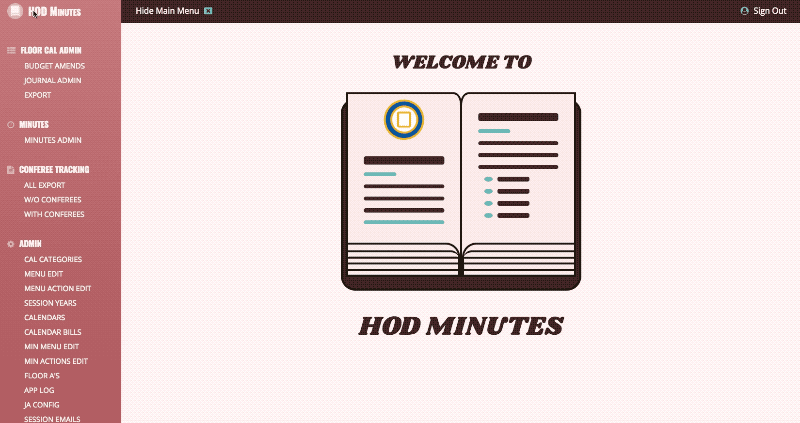 HOD MINUTES
Hide Main Menu
Sign Out
FLOOR CAL ADMIN
BUDGET AMENDS
JOURNAL ADMIN
EXPORT
MINUTES
MINUTES ADMIN
CONFEREE TRACKING
ALL EXPORT
W/O CONFEREES
WITH CONFEREES
ADMIN
CAL CATEGORIES
MENU EDIT
MENU ACTION EDIT
SESSION YEARS
CALENDARS
CALENDAR BILLS
MIN MENU EDIT
MIN ACTIONS EDIT
FLOOR A'S
APP LOG
JA CONFIG
SESSION EMAILS
WELCOME TO
HOD MINUTES